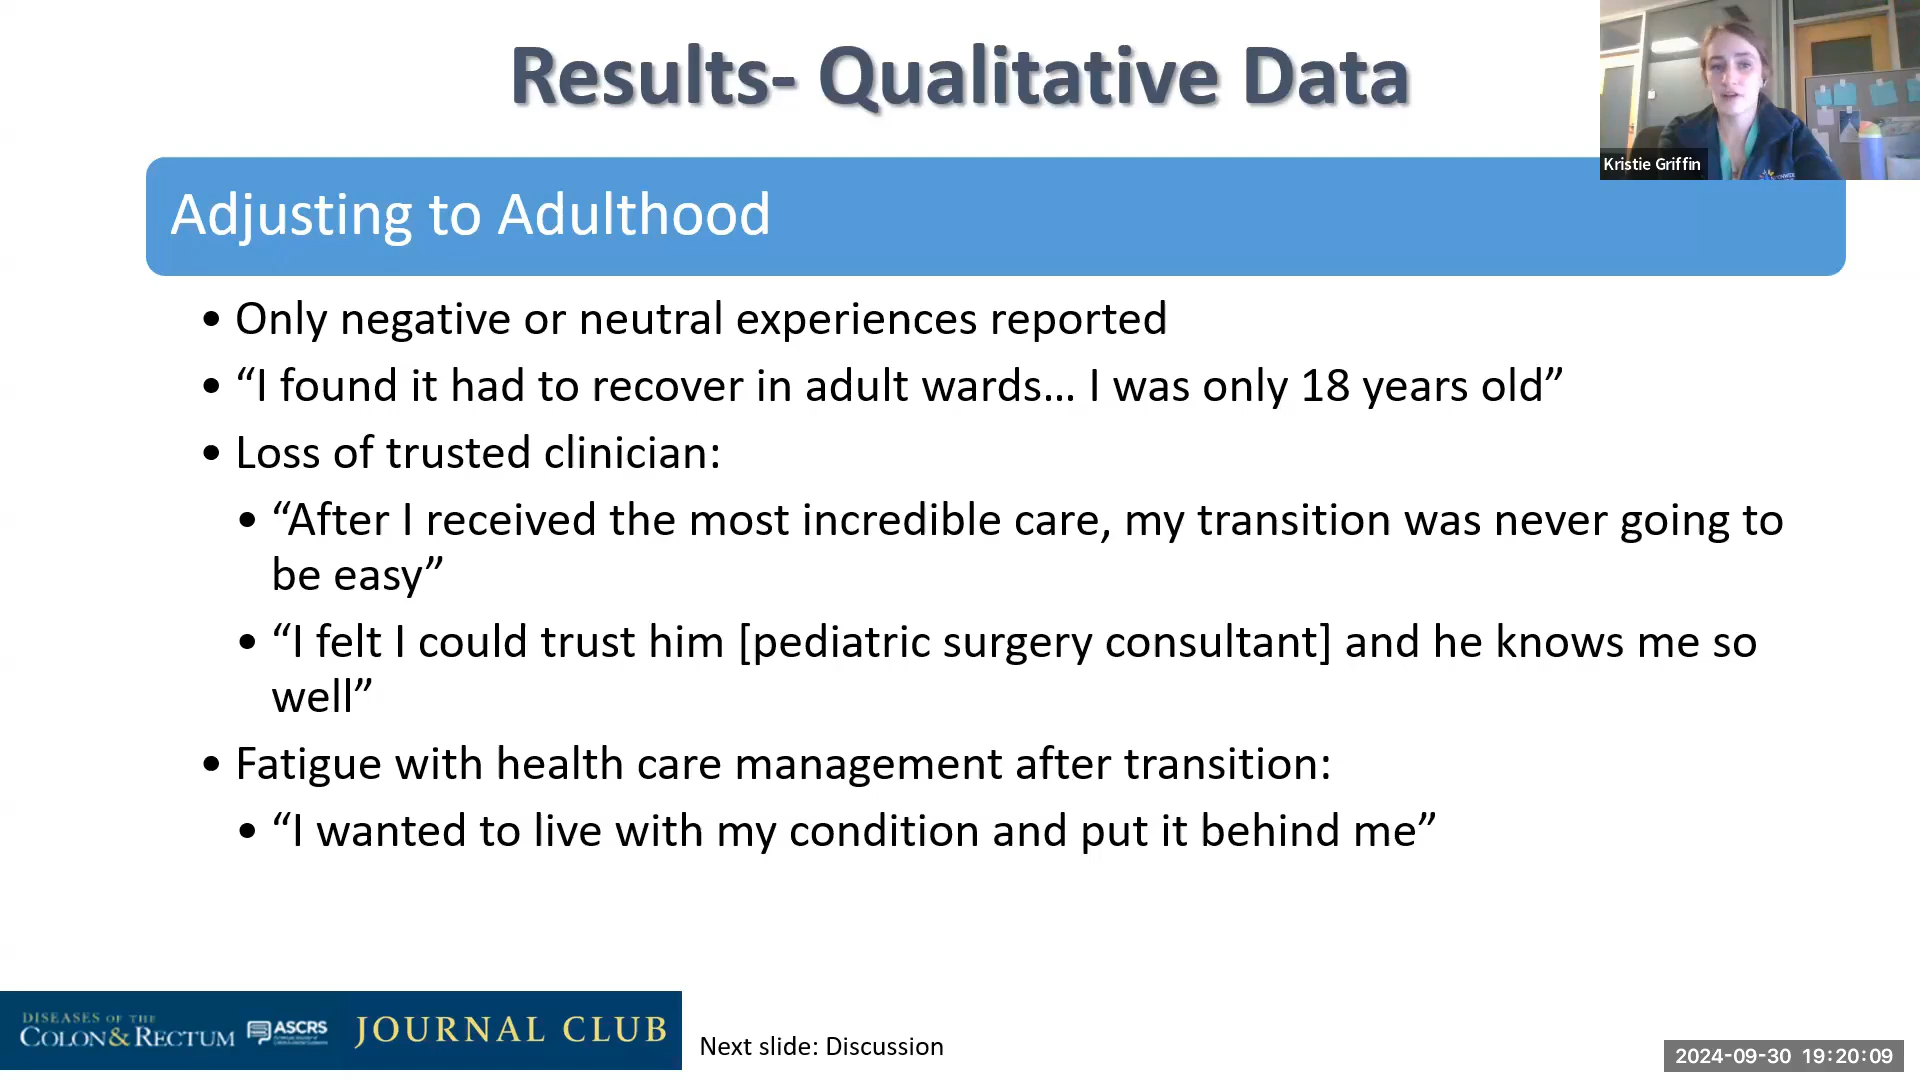 Results- Qualitative Data
Kristie Griffin
Adjusting to Adulthood
• Only negative or neutral experiences reported
• “I found it had to recover in adult wards... I was only 18 years old”
• Loss of trusted clinician:
• “After I received the most incredible care, my transition was never going to
be easy”
• “I felt I could trust him [pediatric surgery consultant] and he knows me so
well”
• Fatigue with health care management after transition:
• “I wanted to live with my condition and put it behind me”
DISEASES OF THE
COLON&RECTUM
ASCRS
JOURNAL CLUB
Next slide: Discussion
2024-09-30 19:20:09